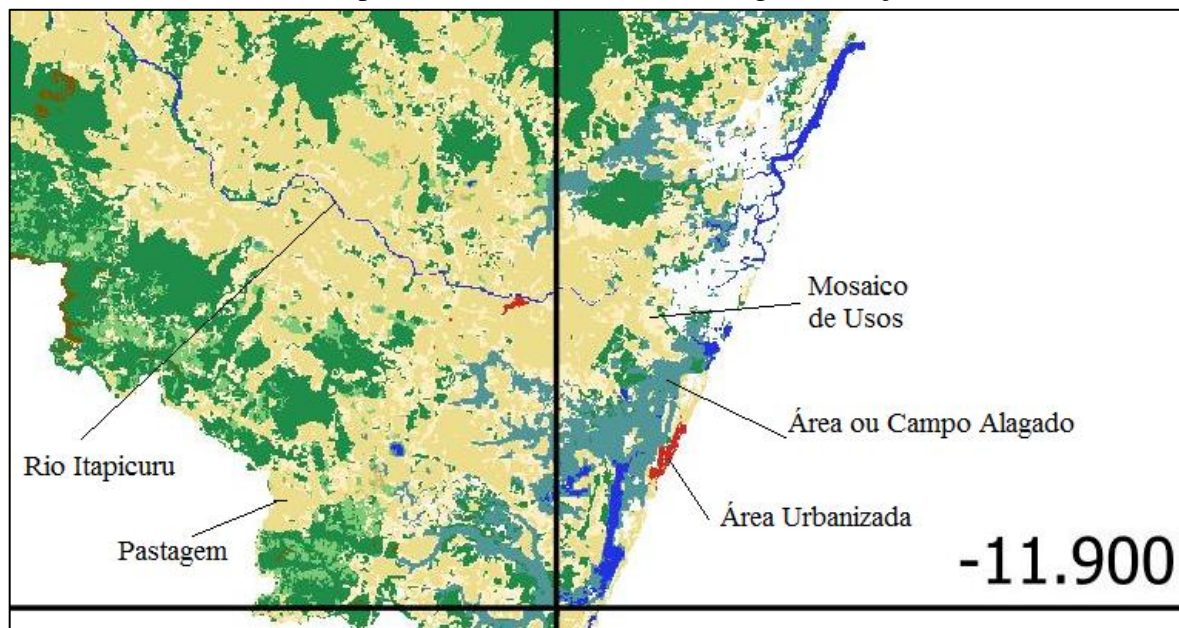 Mosaico
de Usos
Área ou Campo Alagado
Rio Itapicuru
Área Urbanizada
Pastagem
-11.900